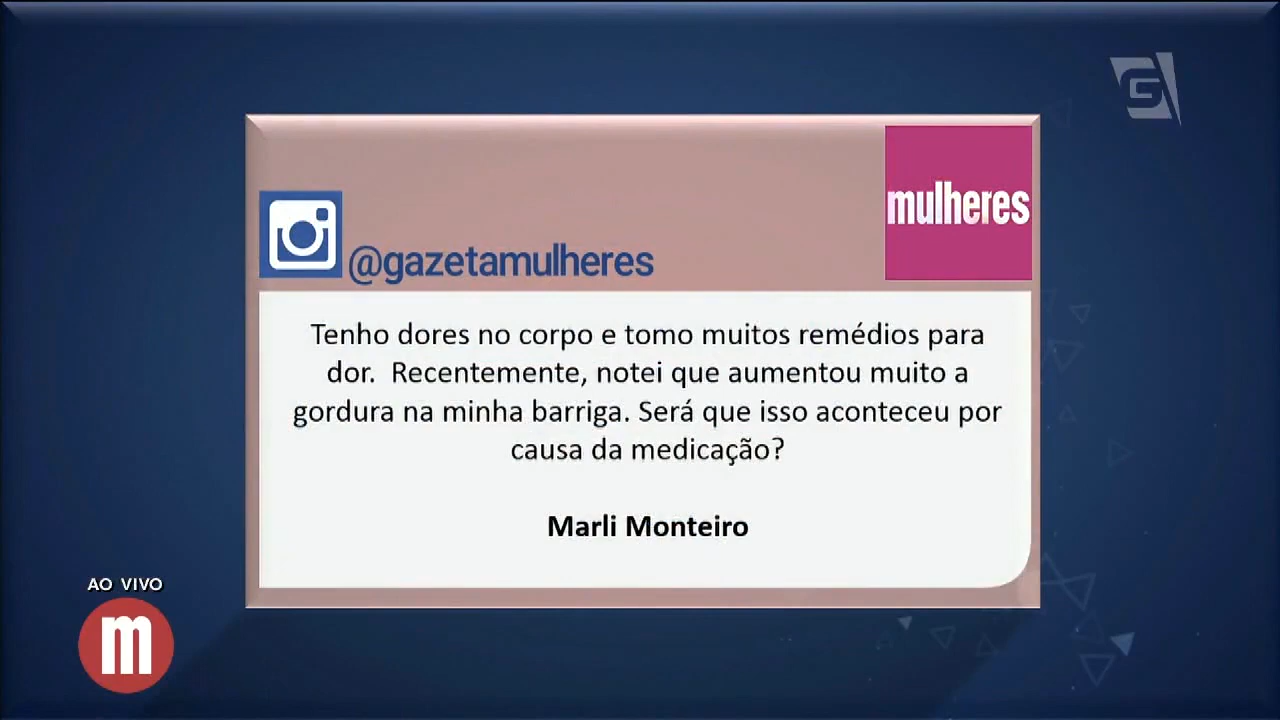 @gazetamulheres
mulheres
Tenho dores no corpo e tomo muitos remédios para
dor.  Recentemente, notei que aumentou muito a
gordura na minha barriga. Será que isso aconteceu por
causa da medicação?
Marli Monteiro
AO VIVO
m
G